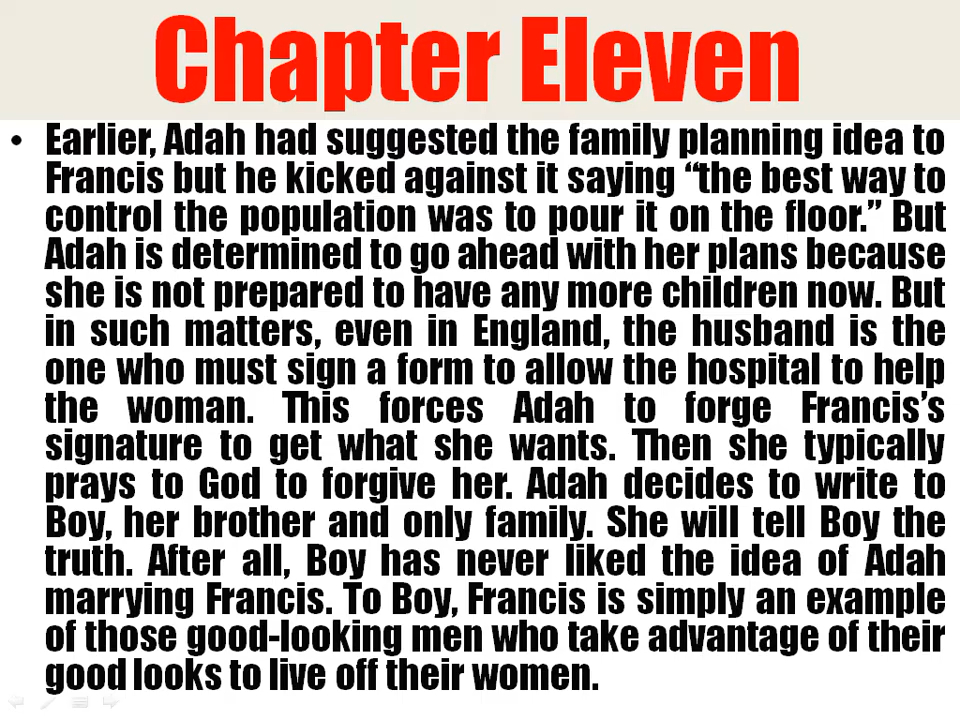 Chapter Eleven
• Earlier, Adah had suggested the family planning idea to
Francis but he kicked against it saying “the best way to
control the population was to pour it on the floor.” But
Adah is determined to go ahead with her plans because
she is not prepared to have any more children now. But
in such matters, even in England, the husband is the
one who must sign a form to allow the hospital to help
the woman. This forces Adah to forge Francis’s
signature to get what she wants. Then she typically
prays to God to forgive her. Adah decides to write to
Boy, her brother and only family. She will tell Boy the
truth. After all, Boy has never liked the idea of Adah
marrying Francis. To Boy, Francis is simply an example
of those good-looking men who take advantage of their
good looks to live off their women.